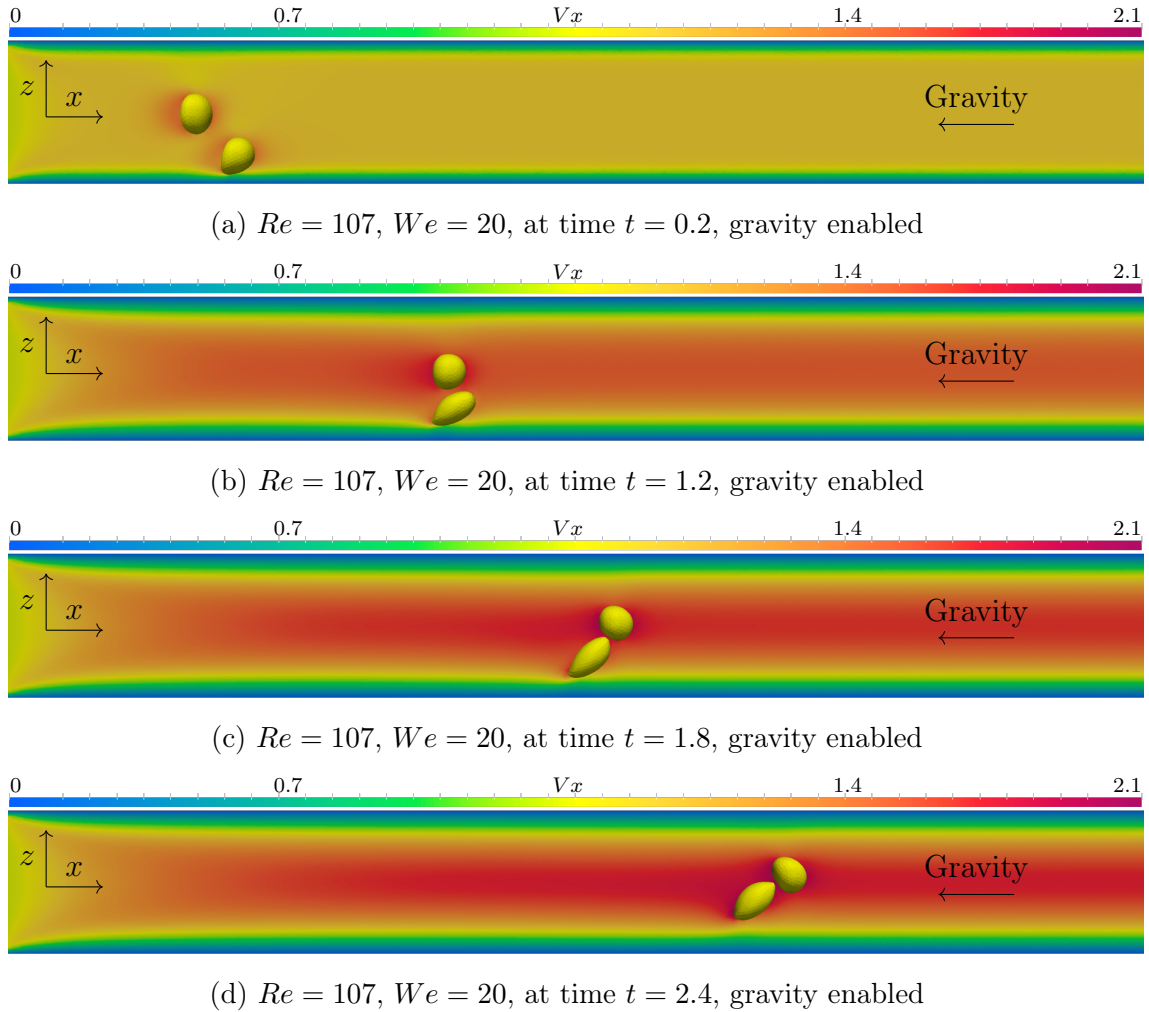 0 0.7 Vx 1.4 2.1
z x Gravity
(a) Re = 107, We = 20, at time t = 0.2, gravity enabled
0 0.7 Vx 1.4 2.1
z x Gravity
(b) Re = 107, We = 20, at time t = 1.2, gravity enabled
0 0.7 Vx 1.4 2.1
z x Gravity
(c) Re = 107, We = 20, at time t = 1.8, gravity enabled
0 0.7 Vx 1.4 2.1
z x Gravity
(d) Re = 107, We = 20, at time t = 2.4, gravity enabled